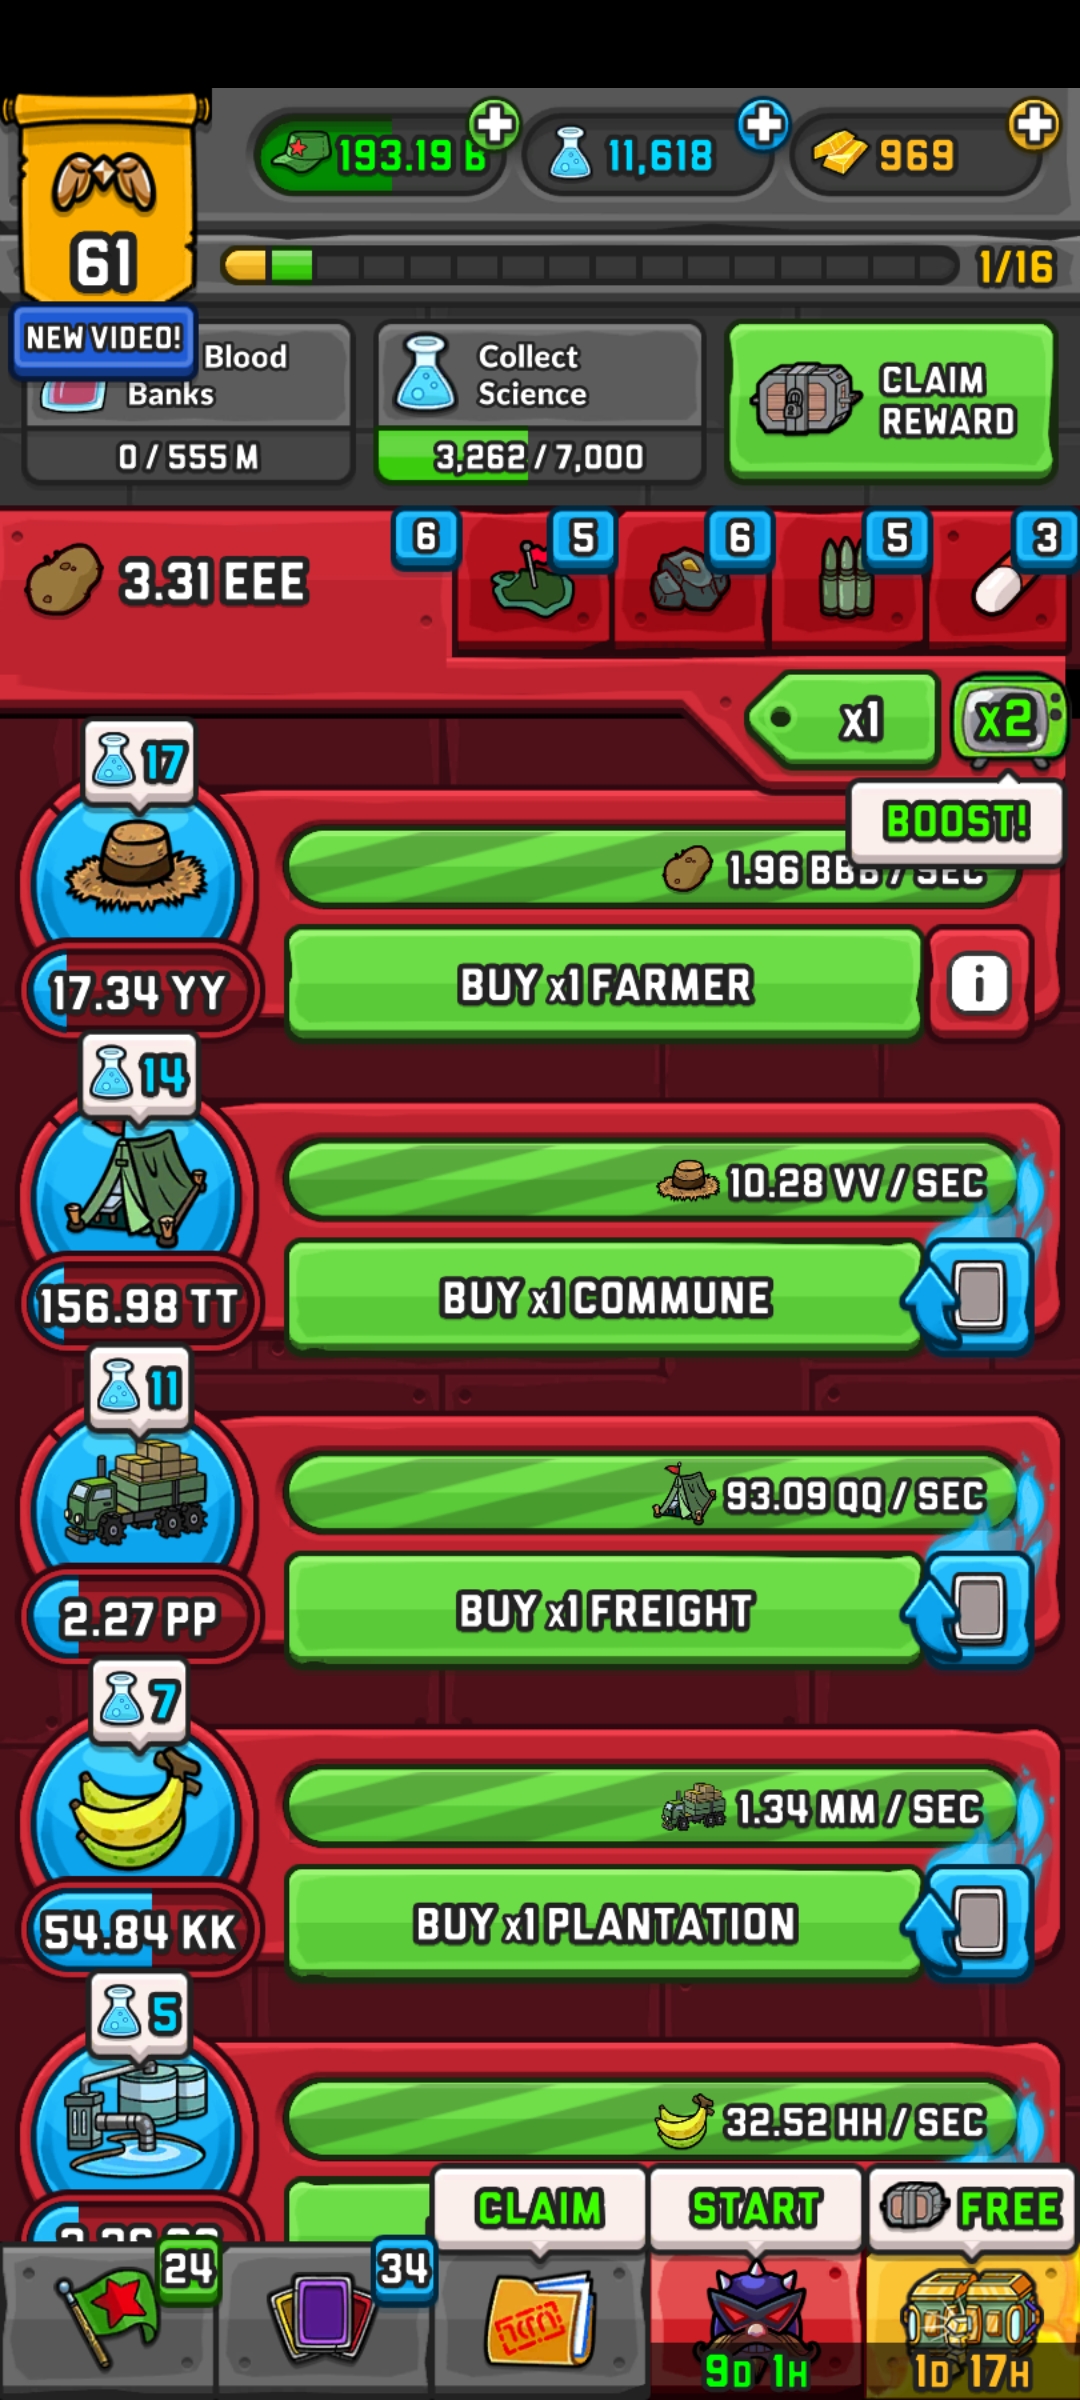 193.19 B
11,618
969
61
1/16
NEW VIDEO!
Blood
Banks
0 / 555 M
Collect
Science
3,262 / 7,000
CLAIM
REWARD
3.31 EEE
6
5
6
5
3
x1
x2
BOOST!
17
1.96 BBB / SEC
17.34 YY
BUY x1 FARMER
i
14
10.28 VV / SEC
156.98 TT
BUY x1 COMMUNE
11
93.09 QQ / SEC
2.27 PP
BUY x1 FREIGHT
7
1.34 MM / SEC
54.84 KK
BUY x1 PLANTATION
5
32.52 HH / SEC
CLAIM
START
FREE
24
34
9D 1H
1D 17H